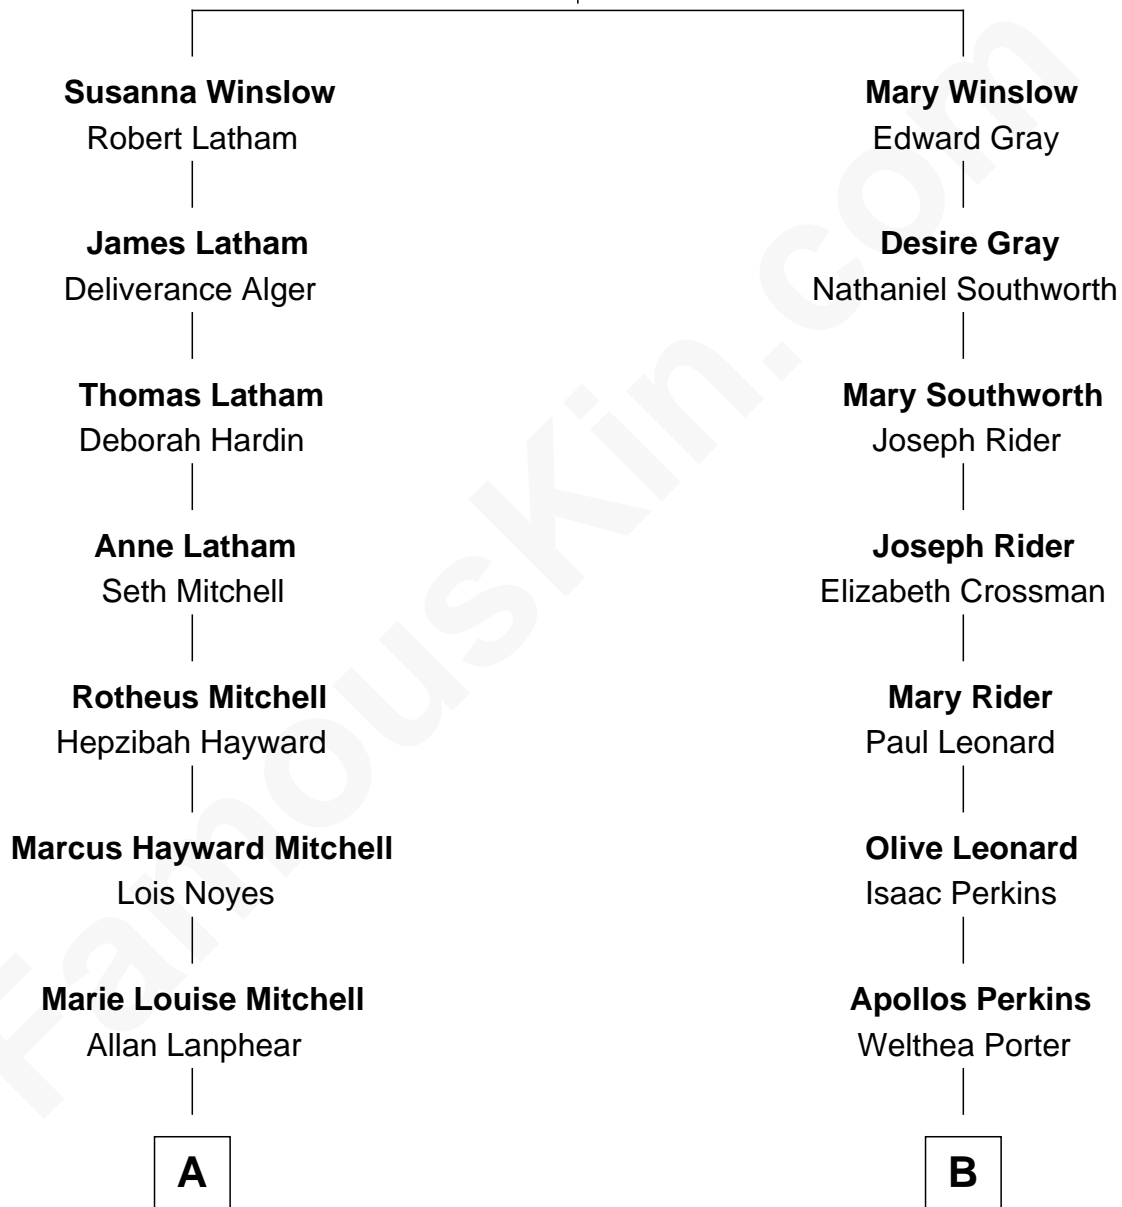 Susanna Winslow
Robert Latham
James Latham
Deliverance Alger
Thomas Latham
Deborah Hardin
Anne Latham
Seth Mitchell
Rotheus Mitchell
Hepzibah Hayward
Marcus Hayward Mitchell
Lois Noyes
Marie Louise Mitchell
Allan Lanphear
A
Mary Winslow
Edward Gray
Desire Gray
Nathaniel Southworth
Mary Southworth
Joseph Rider
Joseph Rider
Elizabeth Crossman
Mary Rider
Paul Leonard
Olive Leonard
Isaac Perkins
Apollos Perkins
Welthea Porter
B
FamousKin.com